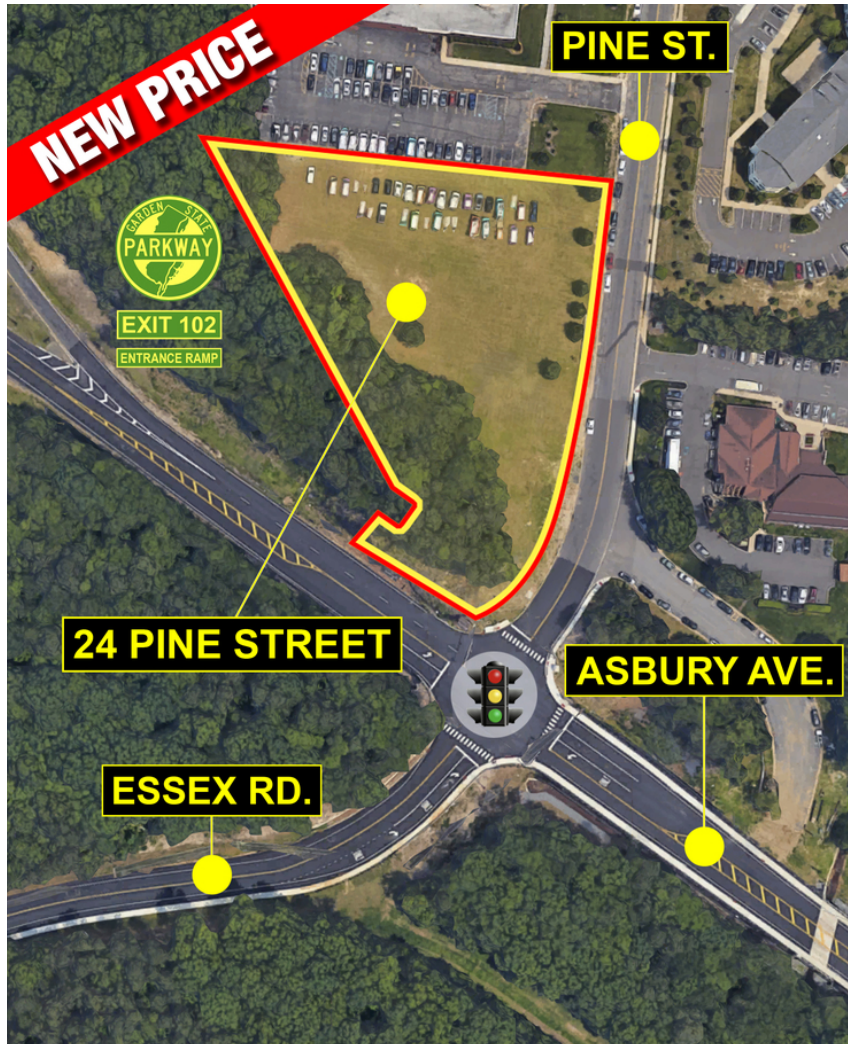 NEW PRICE
PINE ST.
GARDEN STATE
PARKWAY
EXIT 102
ENTRANCE RAMP
24 PINE STREET
ASBURY AVE.
ESSEX RD.